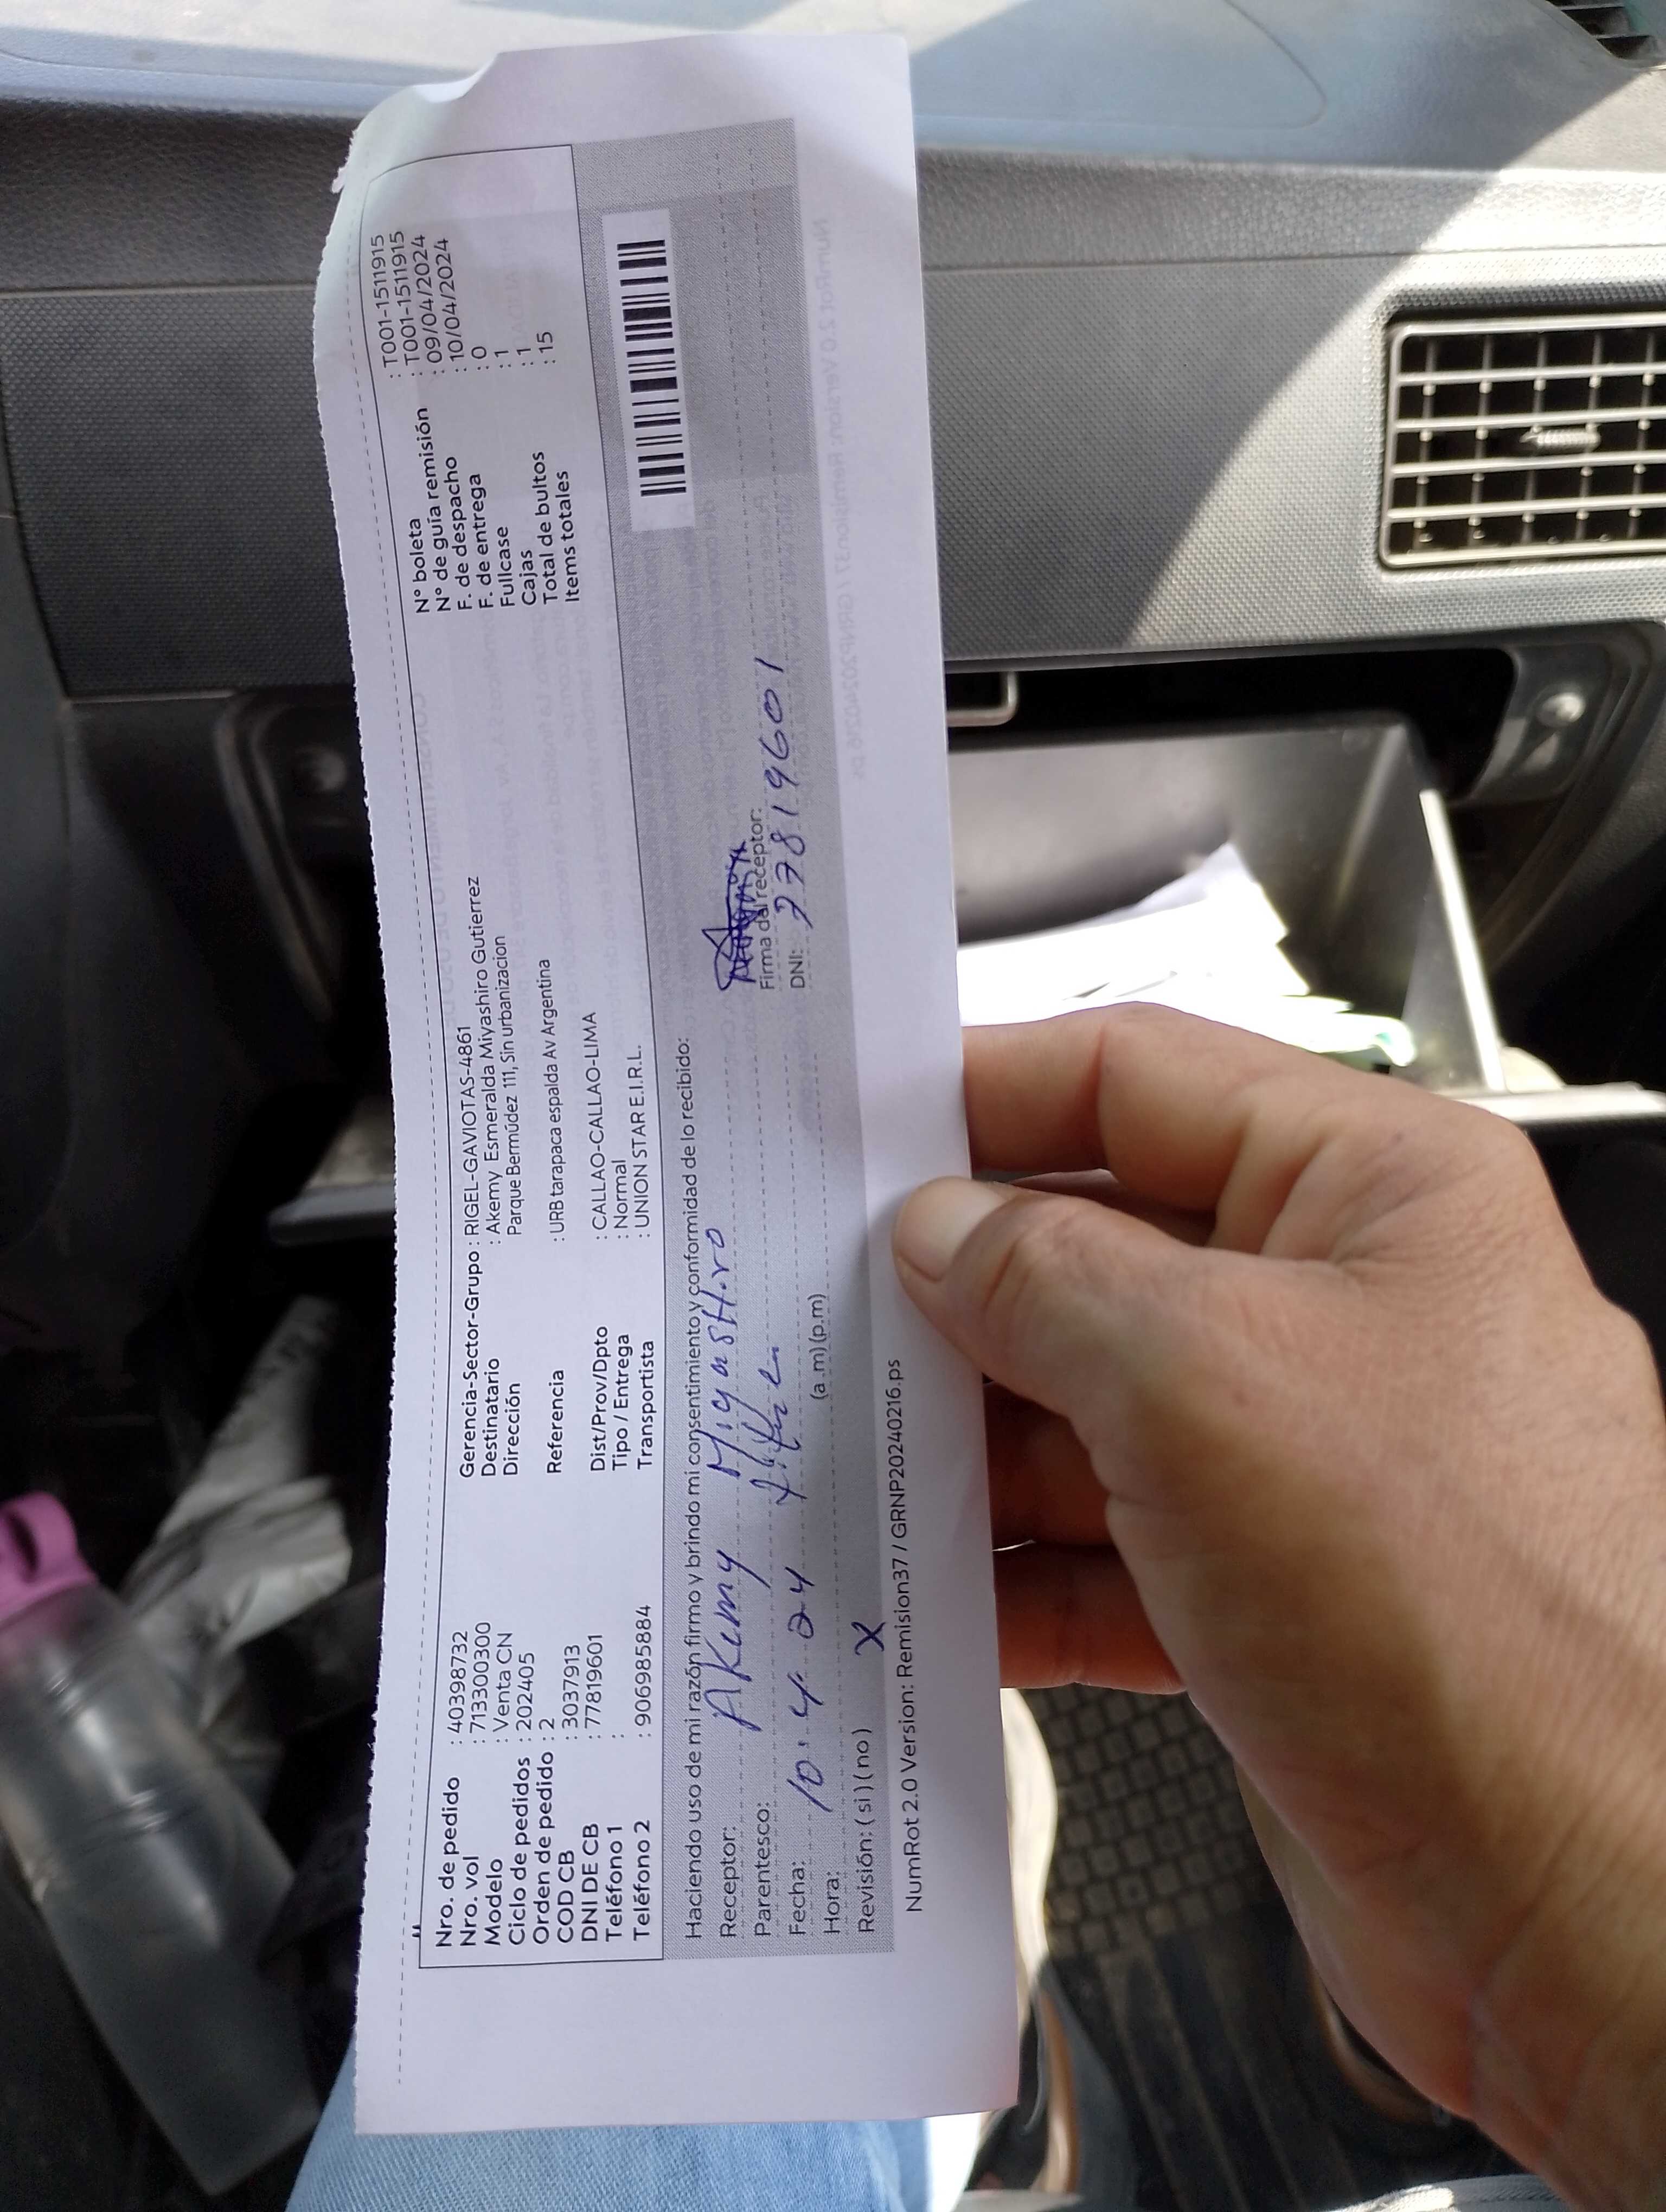 Nro. de pedido : 40398732
Nro. vol : 713300300
Modelo : Venta CN
Ciclo de pedidos : 202405
Orden de pedido : 2
COD CB : 3037913
DNI DE CB : 77819601
Teléfono 1 :
Teléfono 2 : 906985884
Gerencia-Sector-Grupo : RIGEL-GAVIOTAS-4861
Destinatario : Akemy Esmeralda Miyashiro Gutierrez
Dirección Parque Bermúdez 111, Sin urbanizacion
Referencia : URB tarapaca espalda Av Argentina
Dist/Prov/Dpto : CALLAO-CALLAO-LIMA
Tipo / Entrega : Normal
Transportista : UNION STAR E.I.R.L.
N° boleta : T001-1511915
N° de guía remisión : T001-1511915
F. de despacho : 09/04/2024
F. de entrega : 10/04/2024
Fullcase : 0
Cajas : 1
Total de bultos : 1
Items totales : 15
Haciendo uso de mi razón firmo y brindo mi consentimiento y conformidad de lo recibido:
Receptor: Akemy Miyashiro
Parentesco:
Fecha: 10. 4. 24
Hora: (a.m) (p.m)
Revisión: ( si ) ( no ) X
Firma del receptor:
DNI: 77819601
NumRot 2.0 Version: Remision37 / GRNP20240216.ps